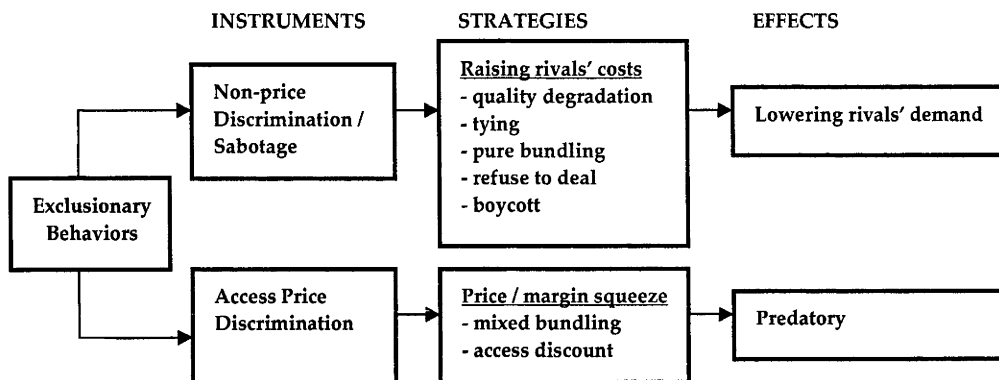 INSTRUMENTS STRATEGIES EFFECTS
Exclusionary
Behaviors
Non-price
Discrimination /
Sabotage
Raising rivals' costs
- quality degradation
- tying
- pure bundling
- refuse to deal
- boycott
Lowering rivals' demand
Access Price
Discrimination
Price / margin squeeze
- mixed bundling
- access discount
Predatory